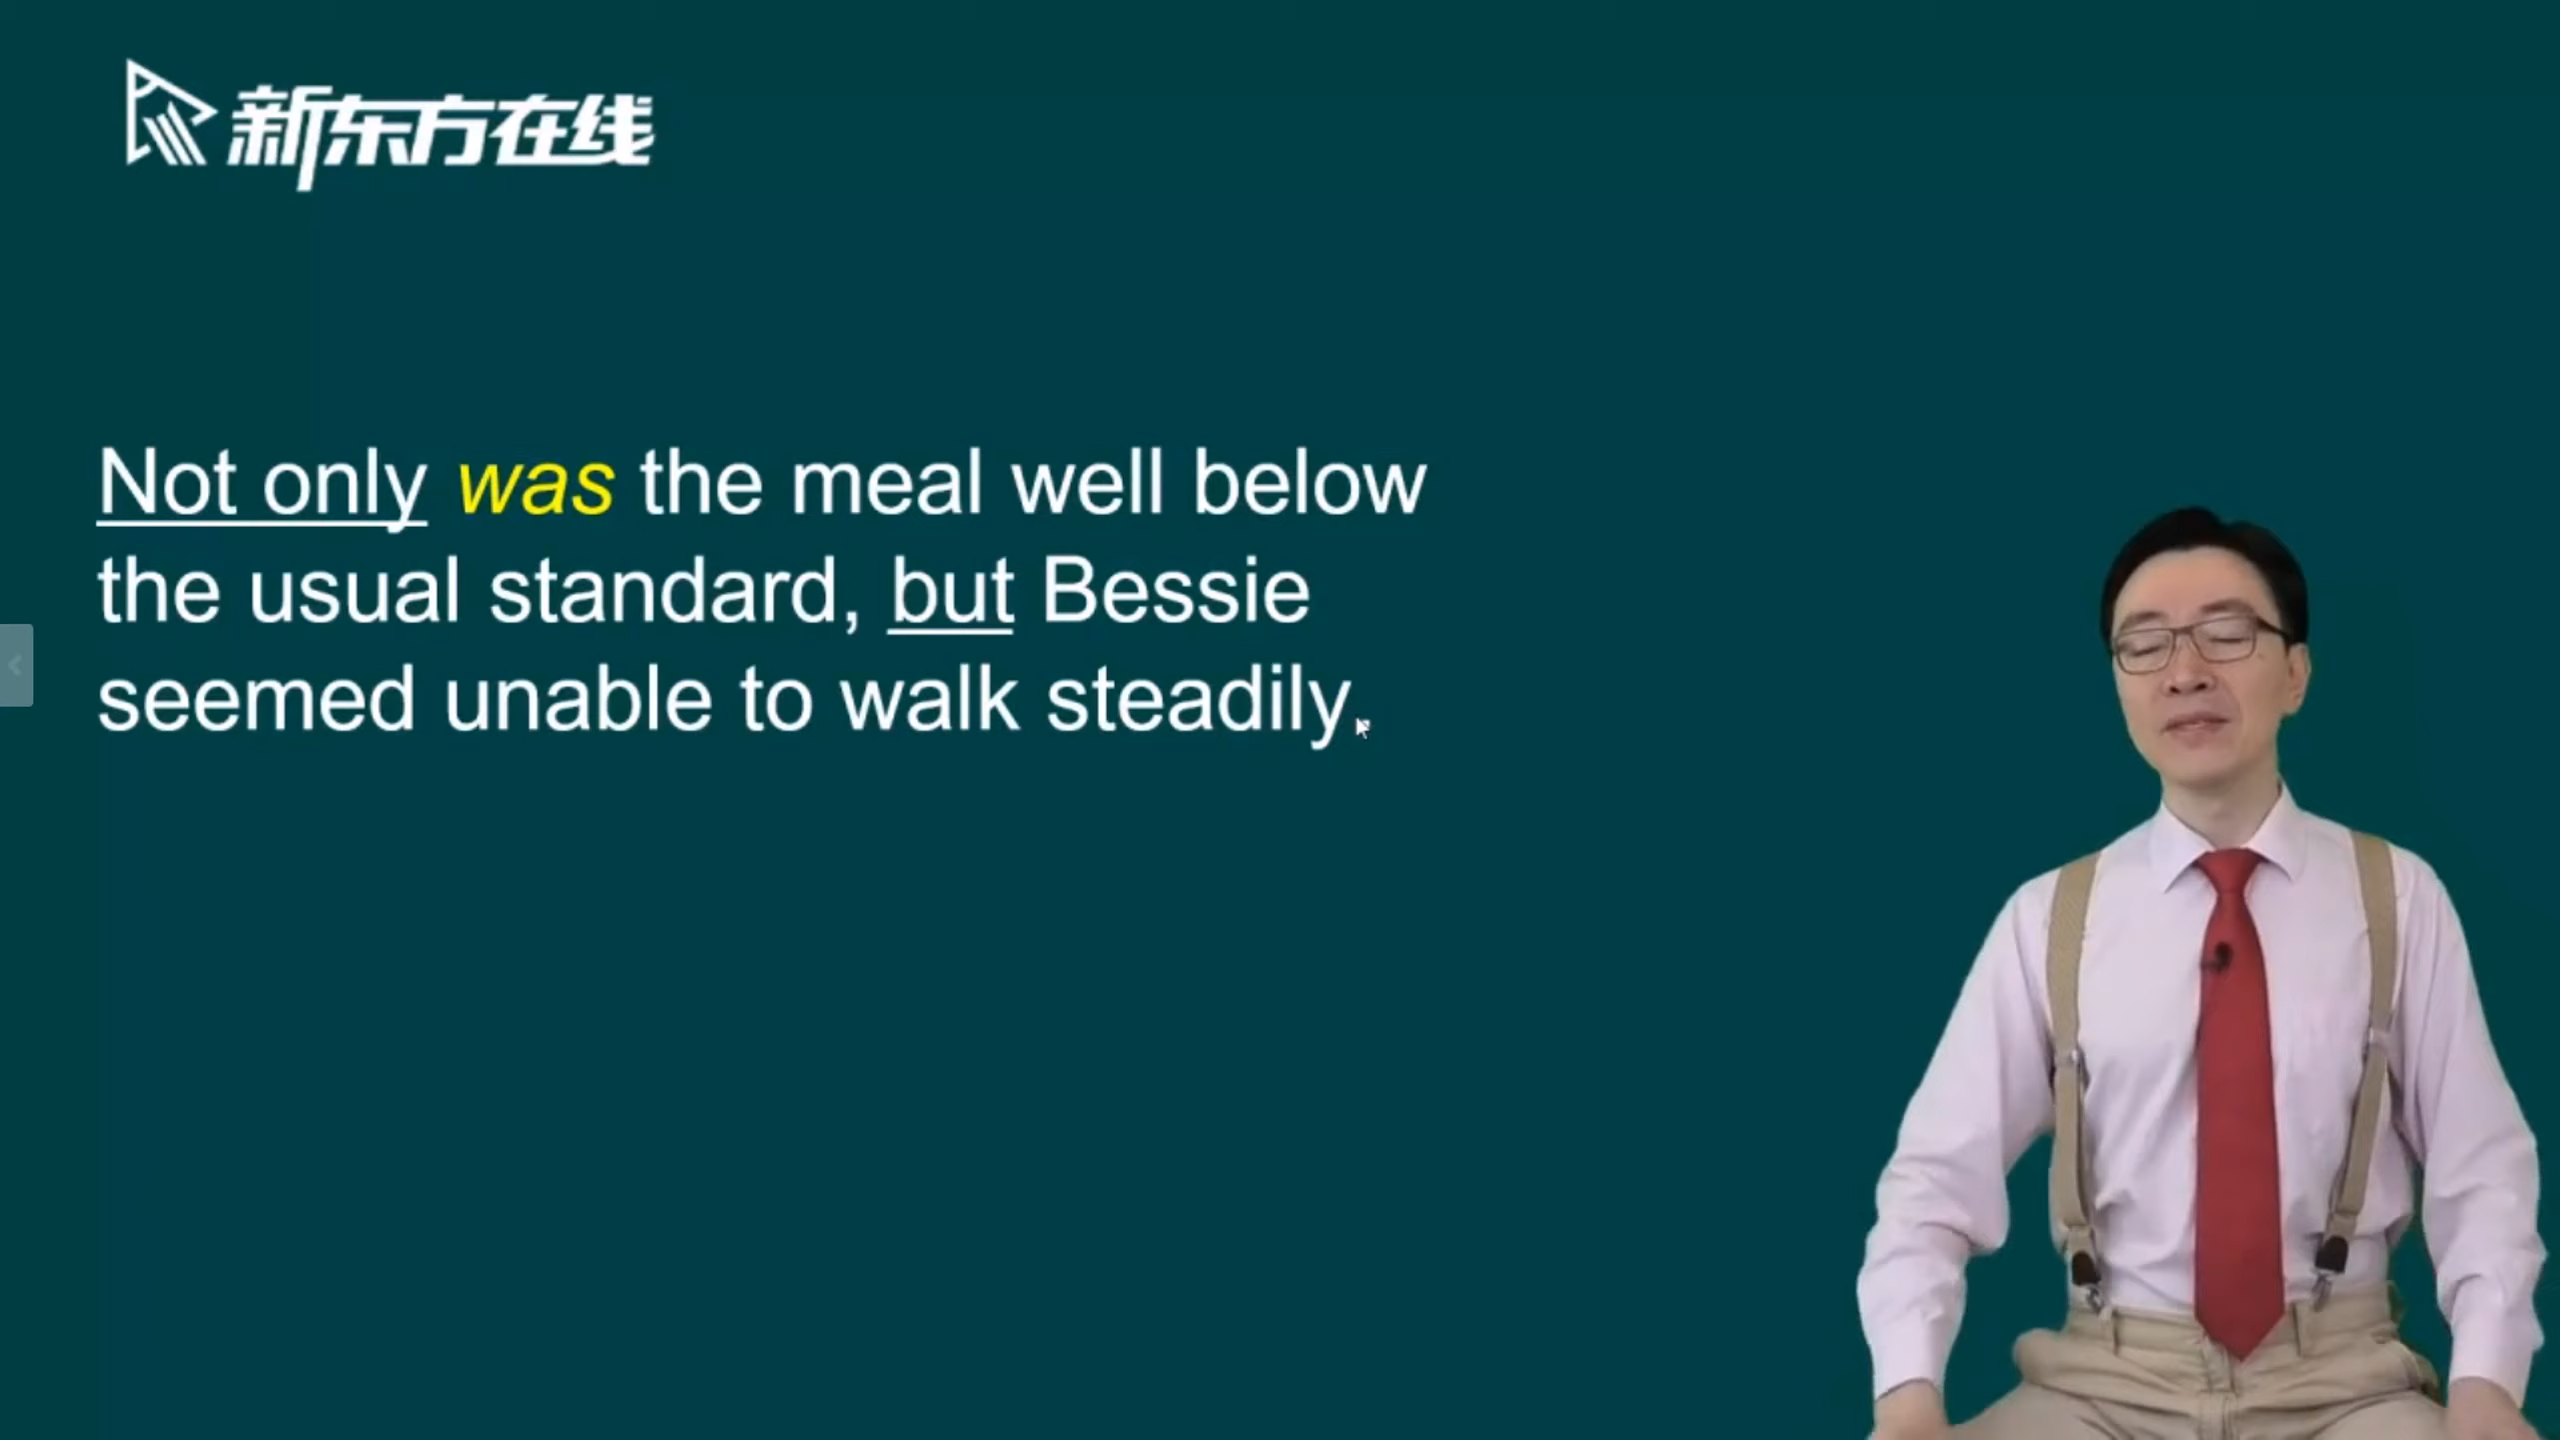 新东方在线
Not only was the meal well below
the usual standard, but Bessie
seemed unable to walk steadily.